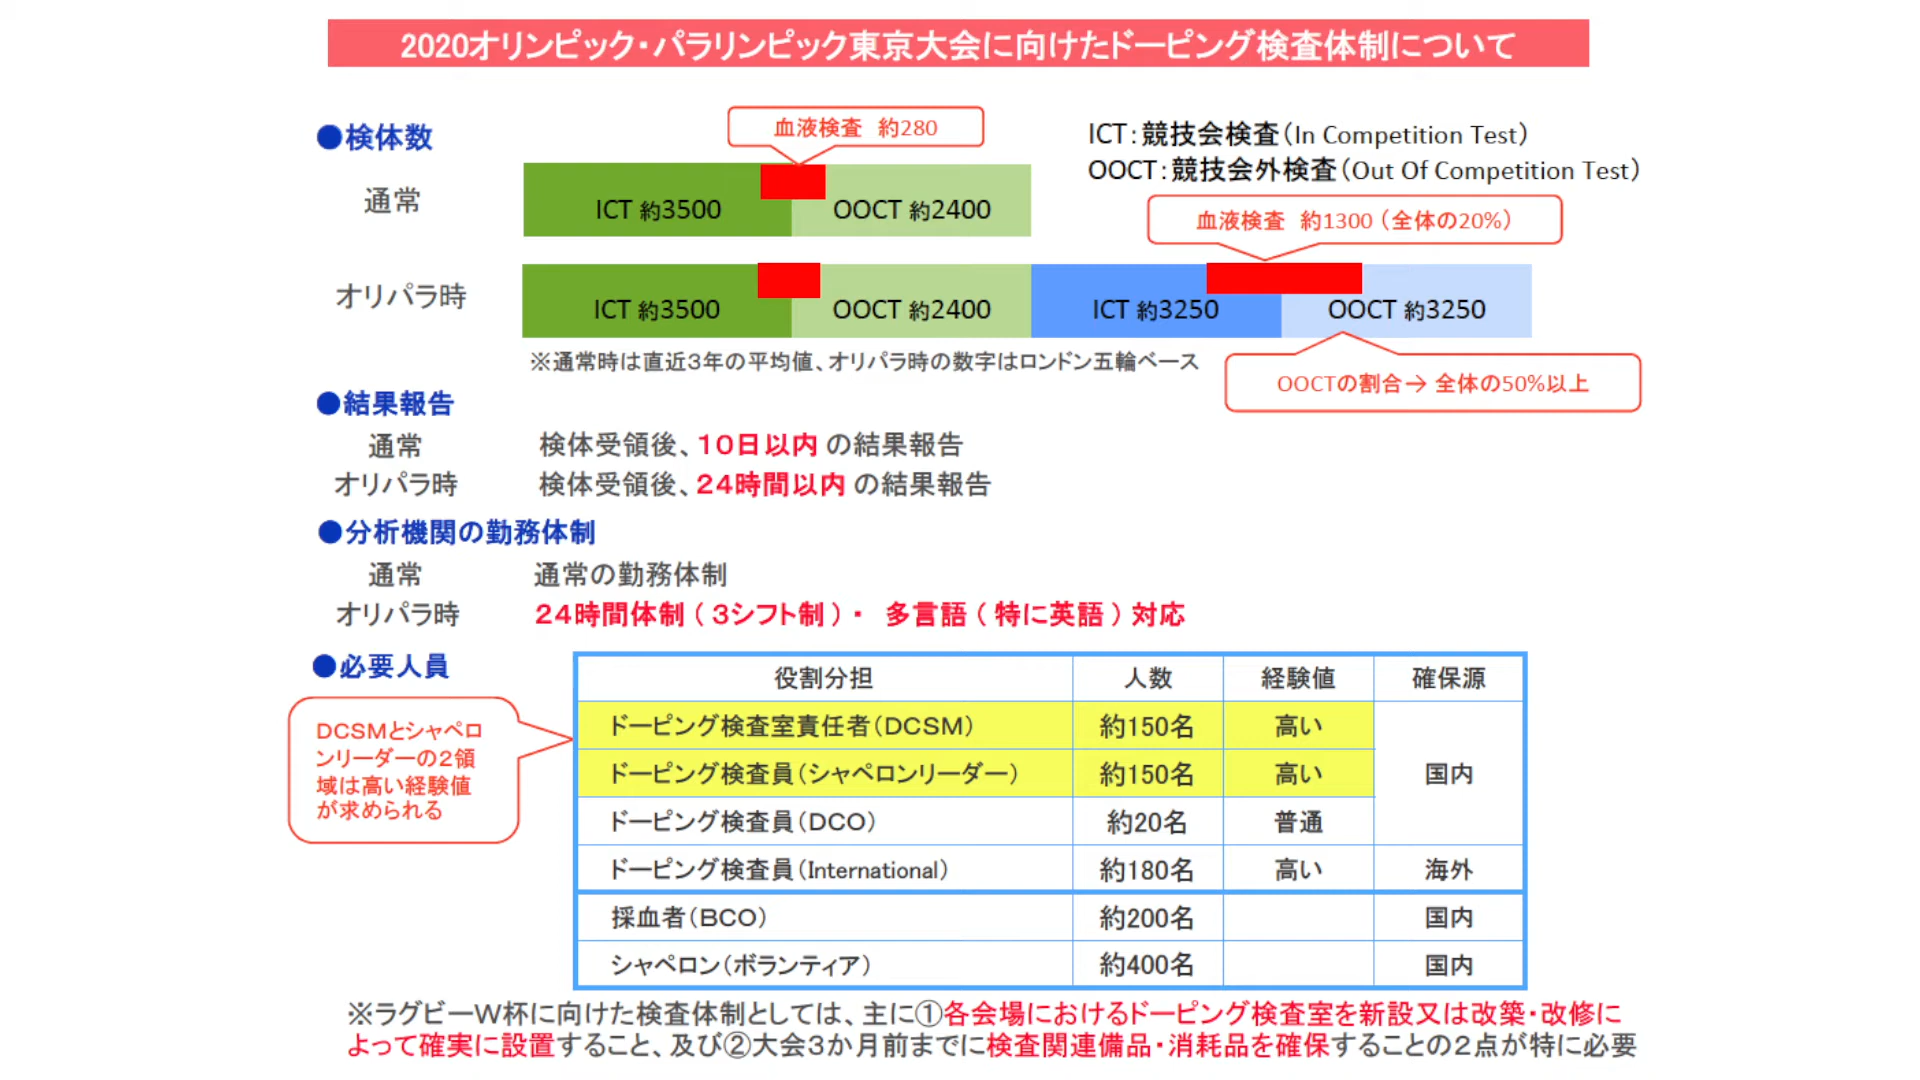 2020オリンピック・パラリンピック東京大会に向けたドーピング検査体制について
●検体数
血液検査 約280
ICT：競技会検査（In Competition Test）
OOCT：競技会外検査（Out Of Competition Test）
通常
ICT 約3500
OOCT 約2400
血液検査 約1300（全体の20%）
オリパラ時
ICT 約3500
OOCT 約2400
ICT 約3250
OOCT 約3250
※通常時は直近3年の平均値、オリパラ時の数字はロンドン五輪ベース
OOCTの割合→ 全体の50%以上
●結果報告
通常 検体受領後、10日以内 の結果報告
オリパラ時 検体受領後、24時間以内 の結果報告
●分析機関の勤務体制
通常 通常の勤務体制
オリパラ時 24時間体制（3シフト制）・ 多言語（特に英語）対応
●必要人員
DCSMとシャペロ
ンリーダーの2領
域は高い経験値
が求められる
役割分担 人数 経験値 確保源
ドーピング検査室責任者（DCSM） 約150名 高い
ドーピング検査員（シャペロンリーダー） 約150名 高い 国内
ドーピング検査員（DCO） 約20名 普通
ドーピング検査員（International） 約180名 高い 海外
採血者（BCO） 約200名 国内
シャペロン（ボランティア） 約400名 国内
※ラグビーW杯に向けた検査体制としては、主に①各会場におけるドーピング検査室を新設又は改築・改修に
よって確実に設置すること、及び②大会3か月前までに検査関連備品・消耗品を確保することの2点が特に必要